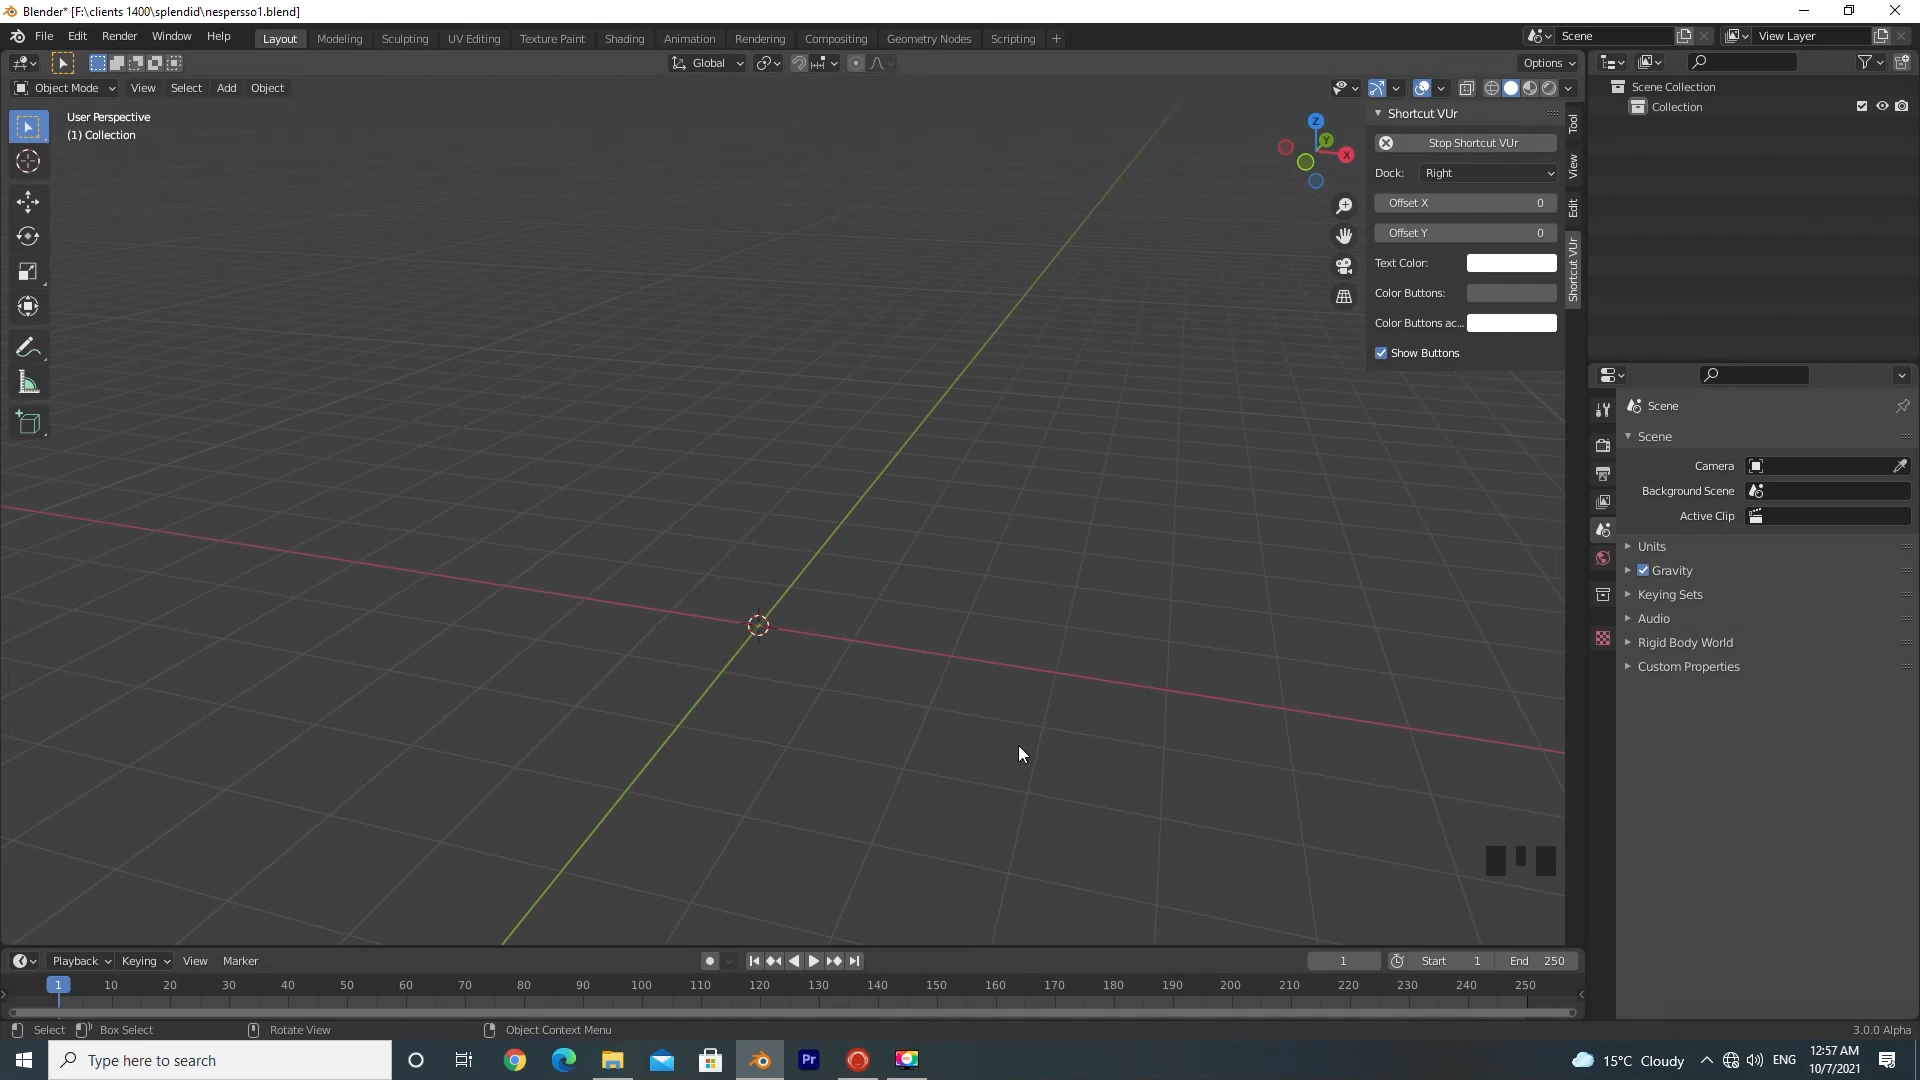 Blender* [F:\clients 1400\splendid\nespersso1.blend]
File Edit Render Window Help
Layout Modeling Sculpting UV Editing Texture Paint Shading Animation Rendering Compositing Geometry Nodes Scripting +
Scene
View Layer
Global
Options
Object Mode View Select Add Object
User Perspective
(1) Collection
Z
Y
X
Shortcut VUr
Stop Shortcut VUr
Dock: Right
Offset X 0
Offset Y 0
Text Color:
Color Buttons:
Color Buttons ac...
Show Buttons
Tool
View
Edit
Shortcut VUr
Scene Collection
Collection
Scene
Scene
Camera
Background Scene
Active Clip
Units
Gravity
Keying Sets
Audio
Rigid Body World
Custom Properties
Playback Keying View Marker
1
Start 1
End 250
1 10 20 30 40 50 60 70 80 90 100 110 120 130 140 150 160 170 180 190 200 210 220 230 240 250
Select Box Select Rotate View Object Context Menu
3.0.0 Alpha
Type here to search
Pr
15°C Cloudy
ENG
12:57 AM
10/7/2021